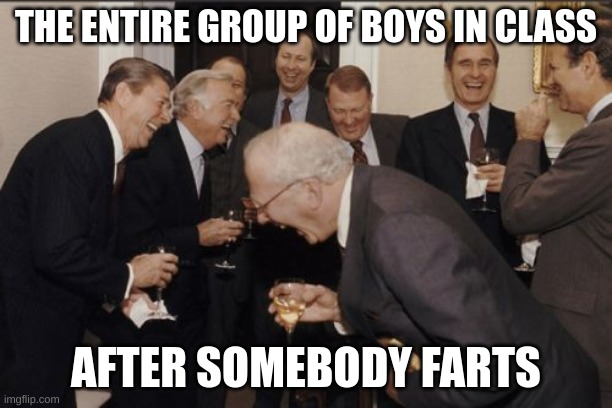 THE ENTIRE GROUP OF BOYS IN CLASS
AFTER SOMEBODY FARTS
imgflip.com